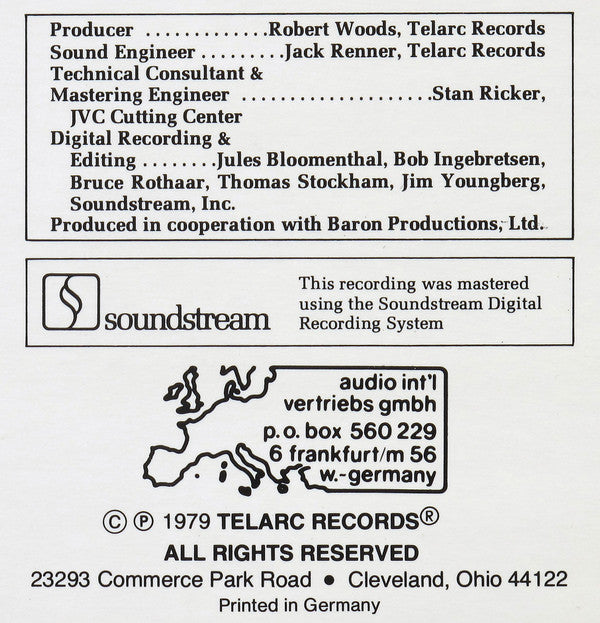 Producer .............Robert Woods, Telarc Records
Sound Engineer .........Jack Renner, Telarc Records
Technical Consultant &
Mastering Engineer ....................Stan Ricker,
JVC Cutting Center
Digital Recording &
Editing ........Jules Bloomenthal, Bob Ingebretsen,
Bruce Rothaar, Thomas Stockham, Jim Youngberg,
Soundstream, Inc.
Produced in cooperation with Baron Productions, Ltd.
soundstream
This recording was mastered
using the Soundstream Digital
Recording System
audio int'l
vertriebs gmbh
p.o. box 560 229
6 frankfurt/m 56
w.-germany
© ℗ 1979 TELARC RECORDS®
ALL RIGHTS RESERVED
23293 Commerce Park Road ● Cleveland, Ohio 44122
Printed in Germany